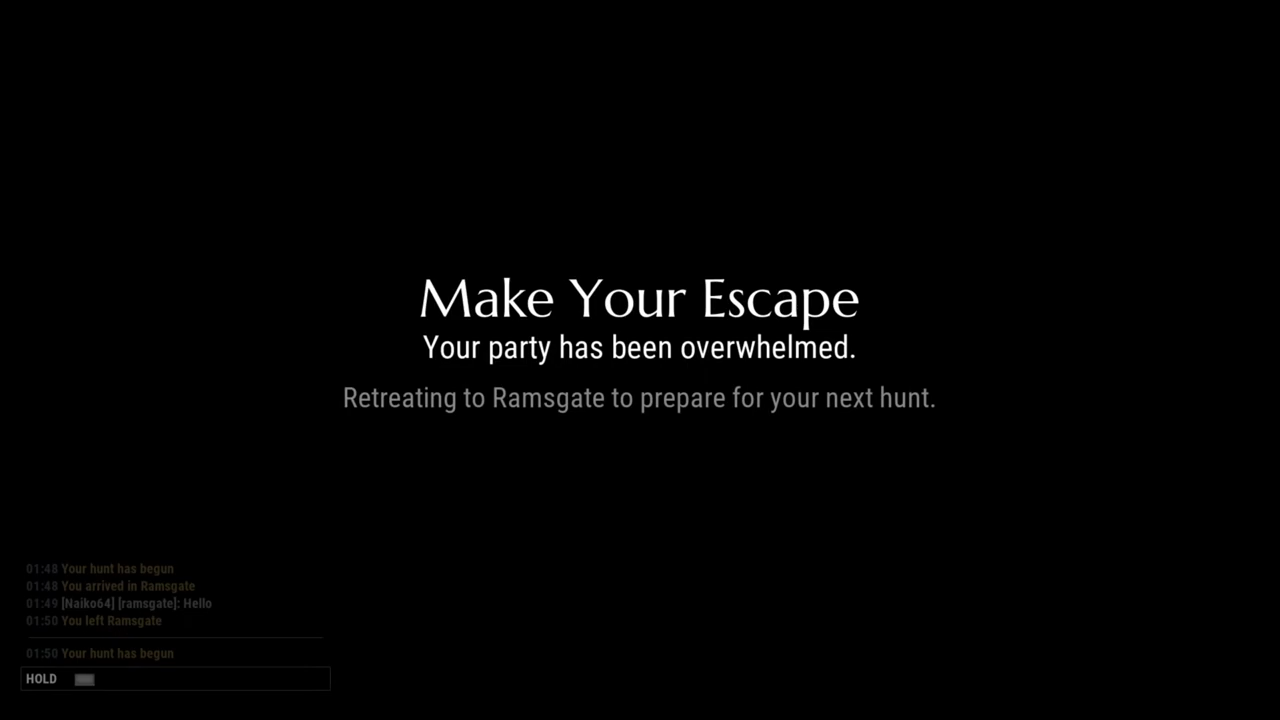 Make Your Escape
Your party has been overwhelmed.
Retreating to Ramsgate to prepare for your next hunt.
01:48 Your hunt has begun
01:48 You arrived in Ramsgate
01:49 [Naiko64] [ramsgate]: Hello
01:50 You left Ramsgate
01:50 Your hunt has begun
HOLD